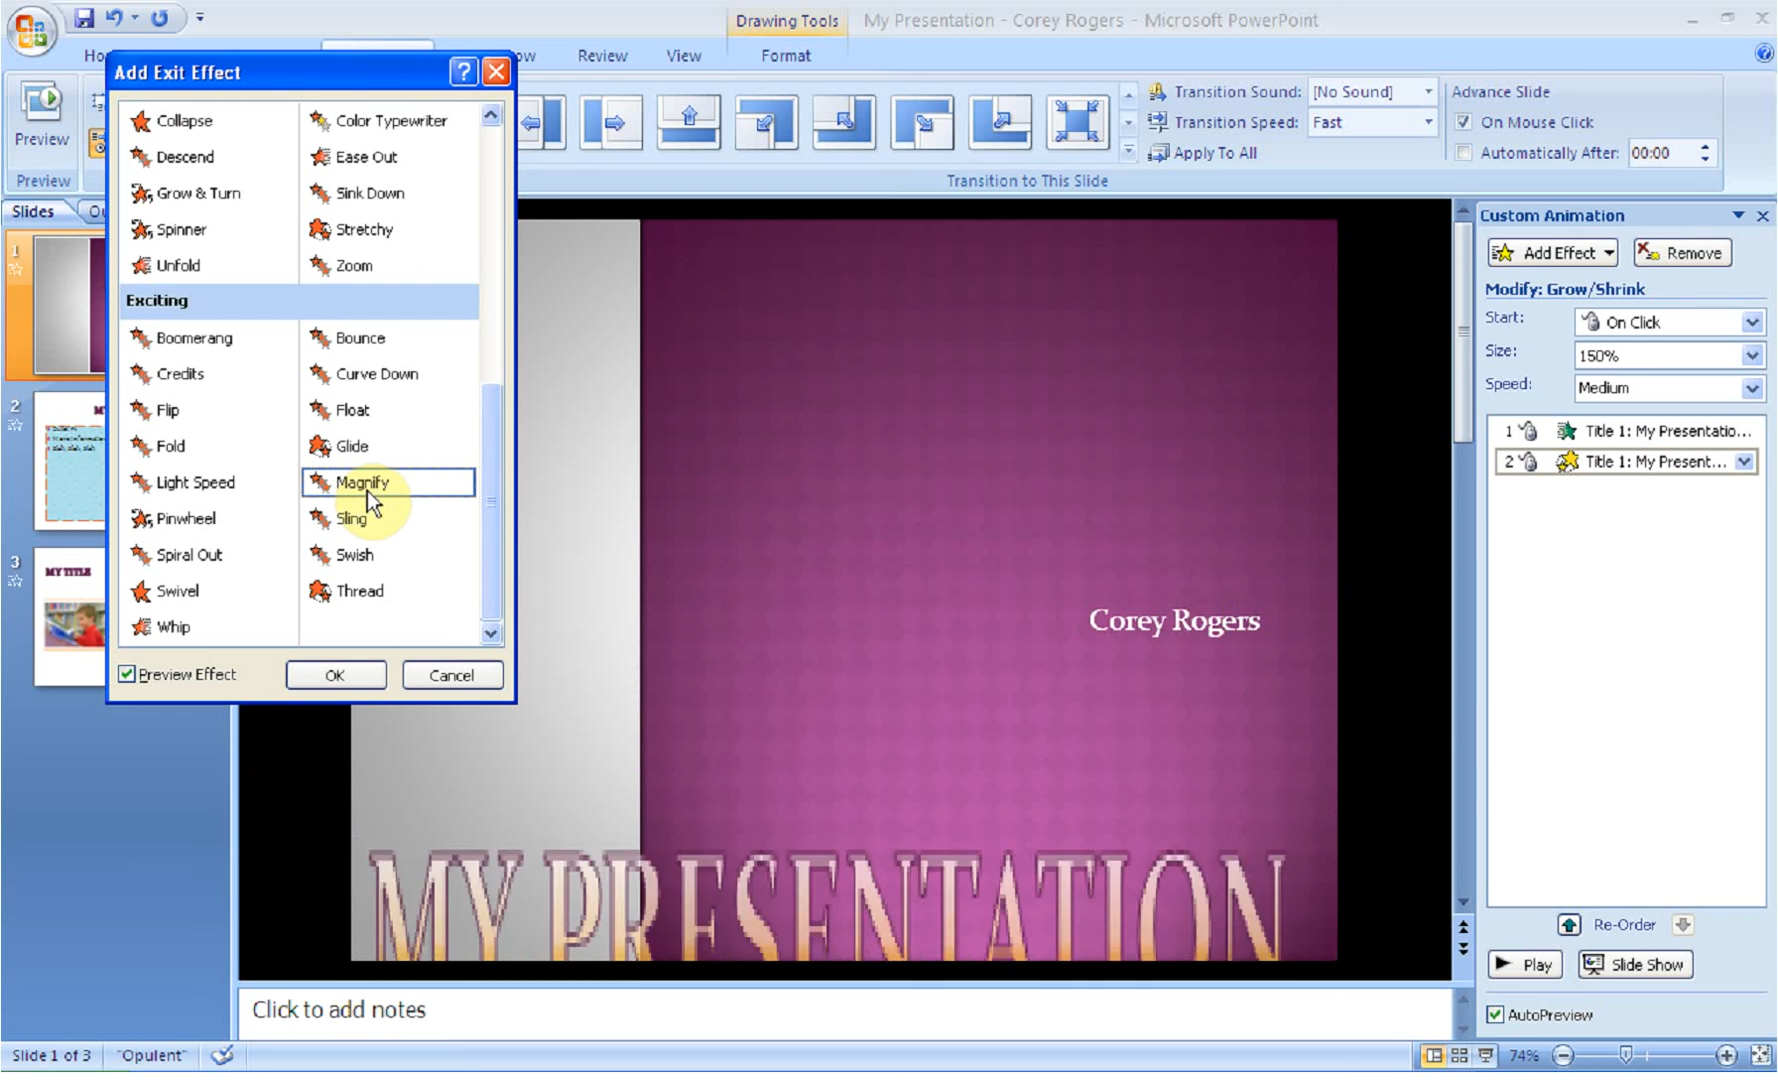 Drawing Tools
My Presentation - Corey Rogers - Microsoft PowerPoint
Review
View
Format
Add Exit Effect
Collapse
Color Typewriter
Descend
Ease Out
Grow & Turn
Sink Down
Spinner
Stretchy
Unfold
Zoom
Exciting
Boomerang
Bounce
Credits
Curve Down
Flip
Float
Fold
Glide
Light Speed
Magnify
Pinwheel
Sling
Spiral Out
Swish
Swivel
Thread
Whip
Preview Effect
OK
Cancel
Preview
Preview
Transition Sound: [No Sound]
Transition Speed: Fast
Apply To All
Advance Slide
On Mouse Click
Automatically After: 00:00
Transition to This Slide
Slides
1
2
3
MY TITLE
Corey Rogers
MY PRESENTATION
Custom Animation
Add Effect
Remove
Modify: Grow/Shrink
Start: On Click
Size: 150%
Speed: Medium
1 Title 1: My Presentatio...
2 Title 1: My Present...
Re-Order
Play
Slide Show
AutoPreview
Click to add notes
Slide 1 of 3
"Opulent"
74%